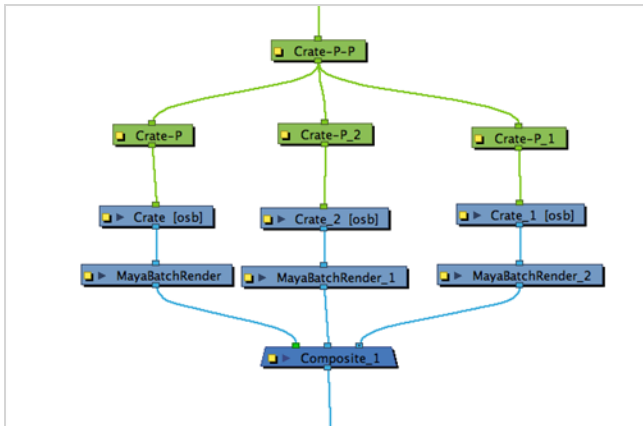 Crate-P-P
Crate-P
Crate-P_2
Crate-P_1
Crate [osb]
Crate_2 [osb]
Crate_1 [osb]
MayaBatchRender
MayaBatchRender_1
MayaBatchRender_2
Composite_1